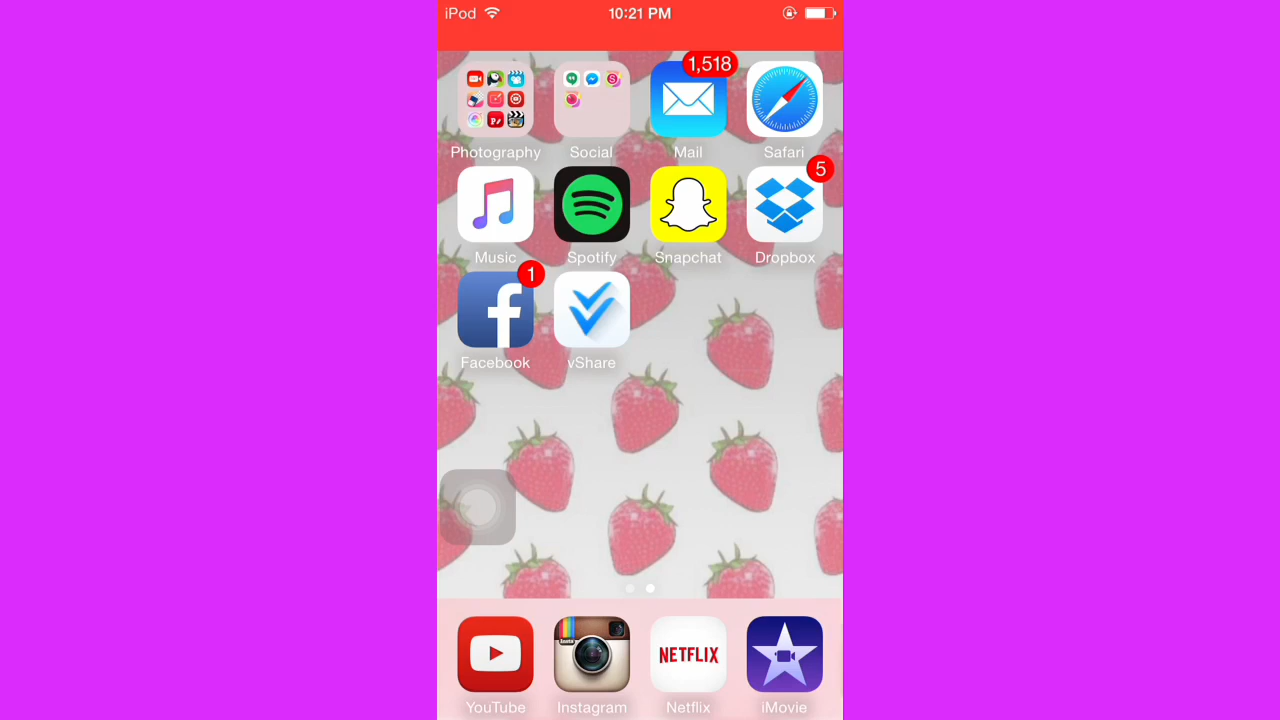 iPod 10:21 PM
1,518
Photography Social Mail Safari
5
Music Spotify Snapchat Dropbox
1
Facebook vShare
Insta
NETFLIX
YouTube Instagram Netflix iMovie